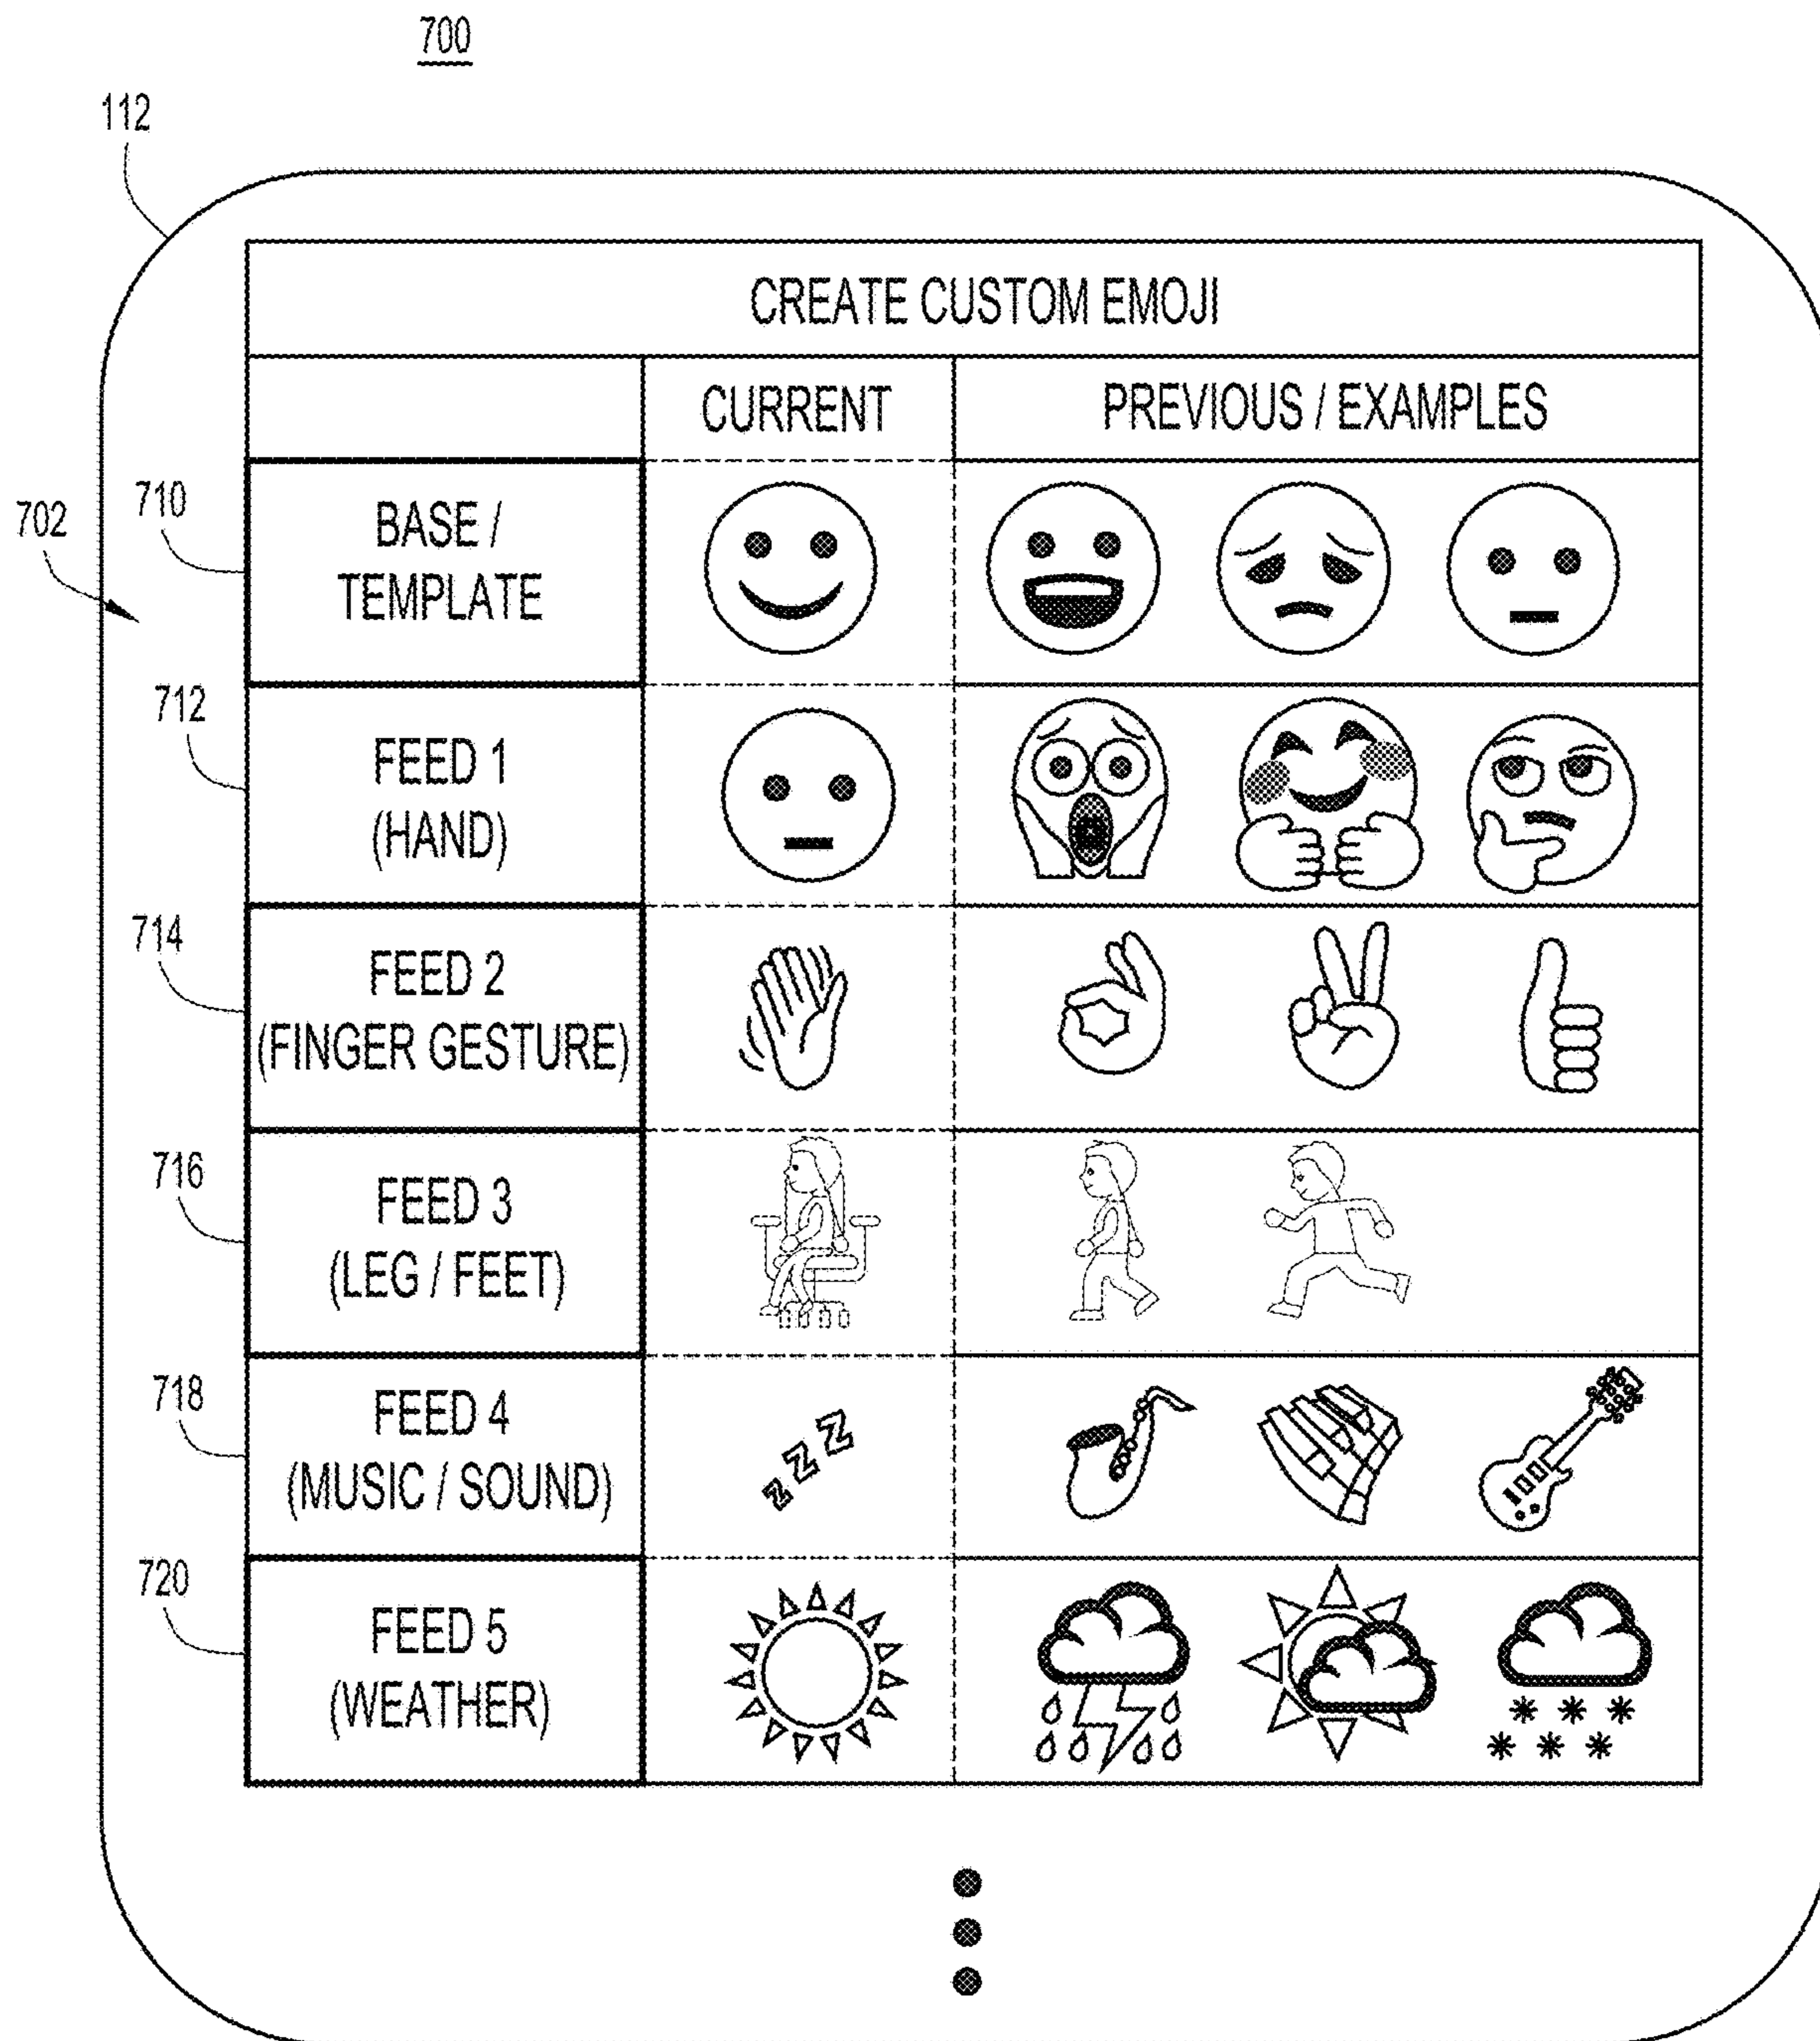 700
112
CREATE CUSTOM EMOJI
CURRENT
PREVIOUS / EXAMPLES
702
710
BASE /
TEMPLATE
712
FEED 1
(HAND)
714
FEED 2
(FINGER GESTURE)
716
FEED 3
(LEG / FEET)
718
FEED 4
(MUSIC / SOUND)
z z Z
720
FEED 5
(WEATHER)